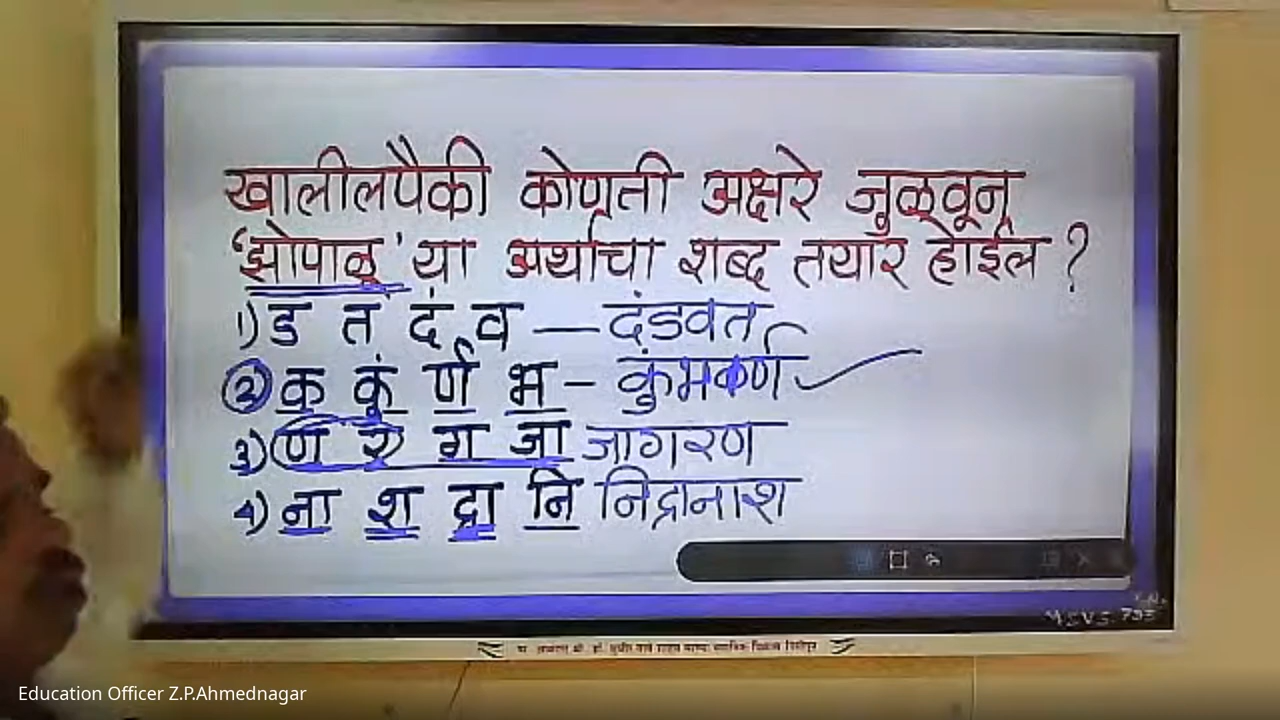 खालीलपैकी कोणती अक्षरे जुळवून
'झोपाळू' या अर्थाचा शब्द तयार होईल ?
1) ड त दं व — दंडवत
2) क कुं र्ण भ - कुंभकर्ण
3) ण र ग जा जागरण
4) ना श द्रा नि निद्रानाश
Education Officer Z.P.Ahmednagar